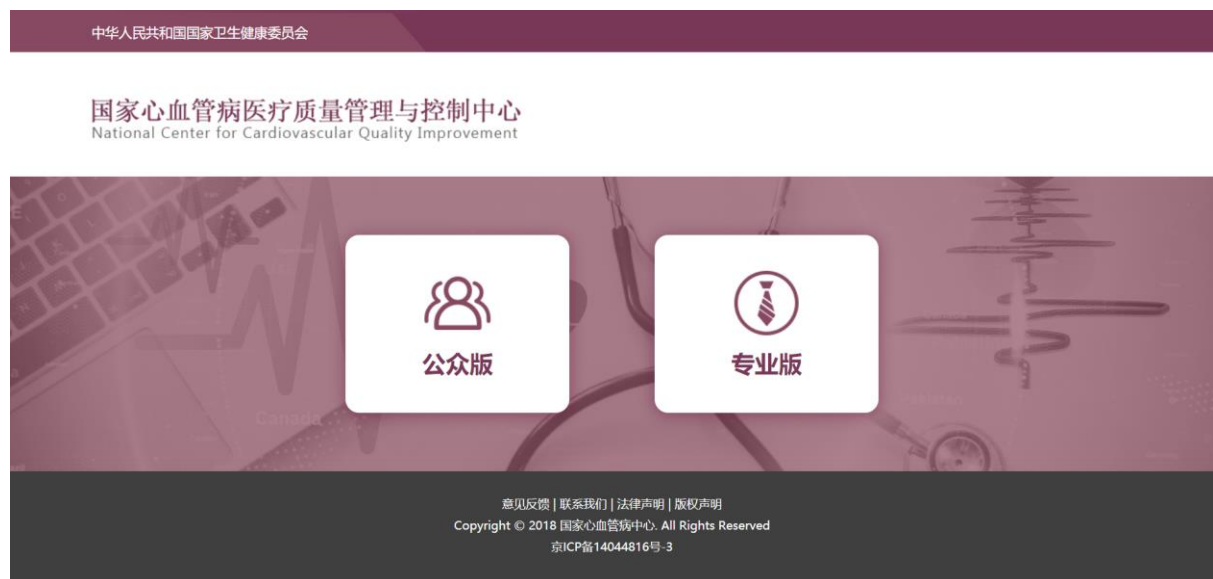 中华人民共和国国家卫生健康委员会
国家心血管病医疗质量管理与控制中心
National Center for Cardiovascular Quality Improvement
公众版
专业版
Canada
意见反馈 | 联系我们 | 法律声明 | 版权声明
Copyright © 2018 国家心血管病中心. All Rights Reserved
京ICP备14044816号-3